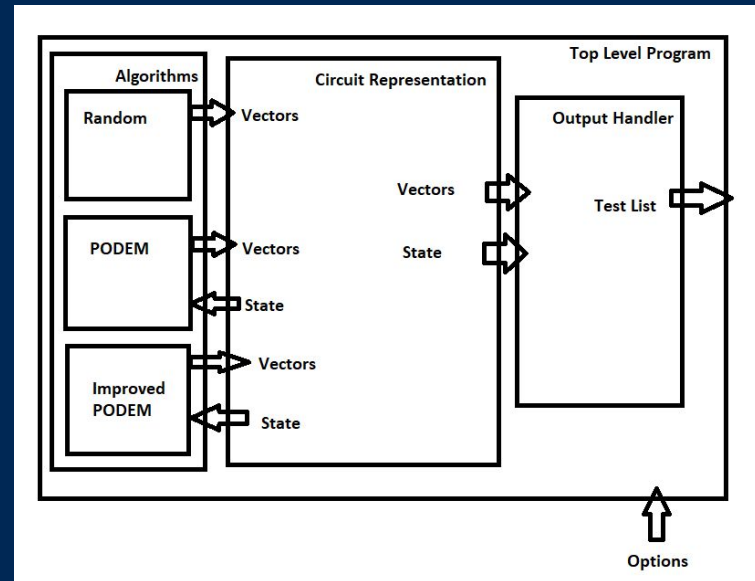 Top Level Program
Algorithms
Circuit Representation
Random
Vectors
Output Handler
Vectors
Test List
PODEM
Vectors
State
State
Vectors
Improved
PODEM
State
Options